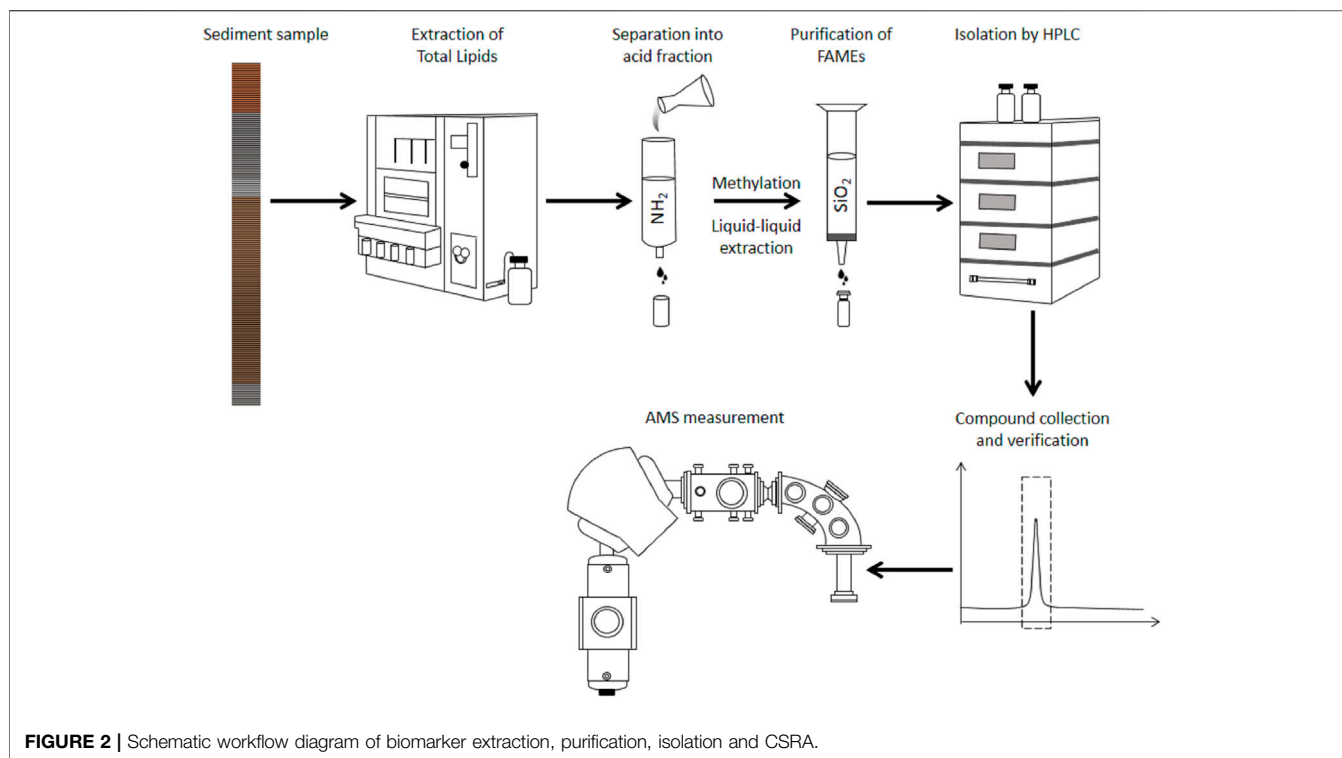 Sediment sample
Extraction of
Total Lipids
Separation into
acid fraction
Purification of
FAMEs
Isolation by HPLC
NH2
Methylation
Liquid-liquid
extraction
SiO2
AMS measurement
Compound collection
and verification
FIGURE 2 | Schematic workflow diagram of biomarker extraction, purification, isolation and CSRA.